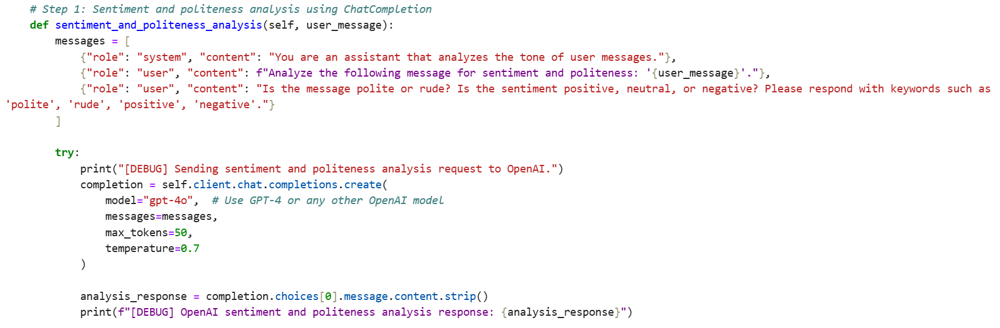 # Step 1: Sentiment and politeness analysis using ChatCompletion
def sentiment_and_politeness_analysis(self, user_message):
messages = [
{"role": "system", "content": "You are an assistant that analyzes the tone of user messages."},
{"role": "user", "content": f"Analyze the following message for sentiment and politeness: '{user_message}'."},
{"role": "user", "content": "Is the message polite or rude? Is the sentiment positive, neutral, or negative? Please respond with keywords such as
'polite', 'rude', 'positive', 'negative'."}
]
try:
print("[DEBUG] Sending sentiment and politeness analysis request to OpenAI.")
completion = self.client.chat.completions.create(
model="gpt-4o",  # Use GPT-4 or any other OpenAI model
messages=messages,
max_tokens=50,
temperature=0.7
)
analysis_response = completion.choices[0].message.content.strip()
print(f"[DEBUG] OpenAI sentiment and politeness analysis response: {analysis_response}")